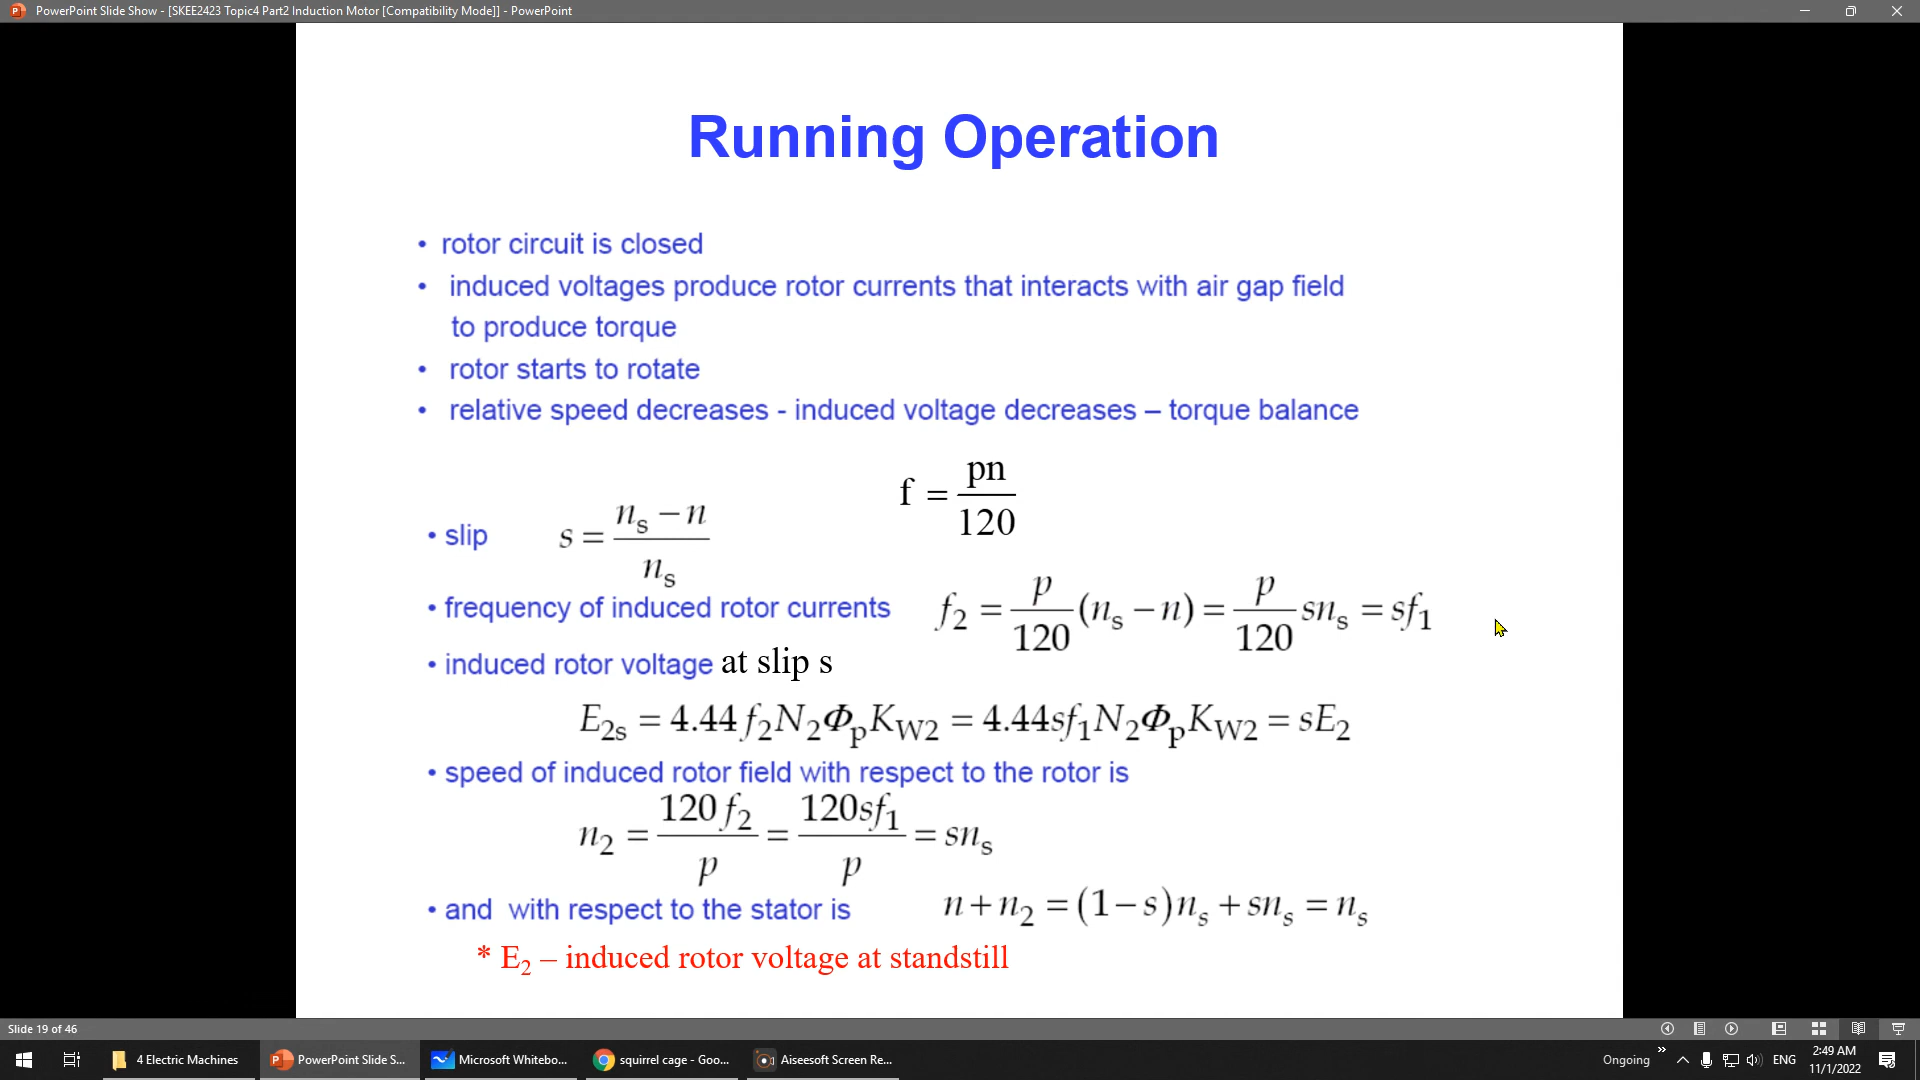 PowerPoint Slide Show - [SKEE2423 Topic4 Part2 Induction Motor [Compatibility Mode]] - PowerPoint
Running Operation
• rotor circuit is closed
• induced voltages produce rotor currents that interacts with air gap field
to produce torque
• rotor starts to rotate
• relative speed decreases - induced voltage decreases – torque balance
f = pn/120
• slip s = (nₛ − n)/nₛ
• frequency of induced rotor currents f₂ = p/120 (nₛ − n) = p/120 snₛ = sf₁
• induced rotor voltage at slip s
E₂ₛ = 4.44 f₂N₂ΦₚK_W2 = 4.44sf₁N₂ΦₚK_W2 = sE₂
• speed of induced rotor field with respect to the rotor is
n₂ = 120 f₂/p = 120sf₁/p = snₛ
• and with respect to the stator is n + n₂ = (1 − s)nₛ + snₛ = nₛ
* E₂ – induced rotor voltage at standstill
Slide 19 of 46
4 Electric Machines PowerPoint Slide S... Microsoft Whitebo... squirrel cage - Goo... Aiseesoft Screen Re... Ongoing ENG 2:49 AM
11/1/2022